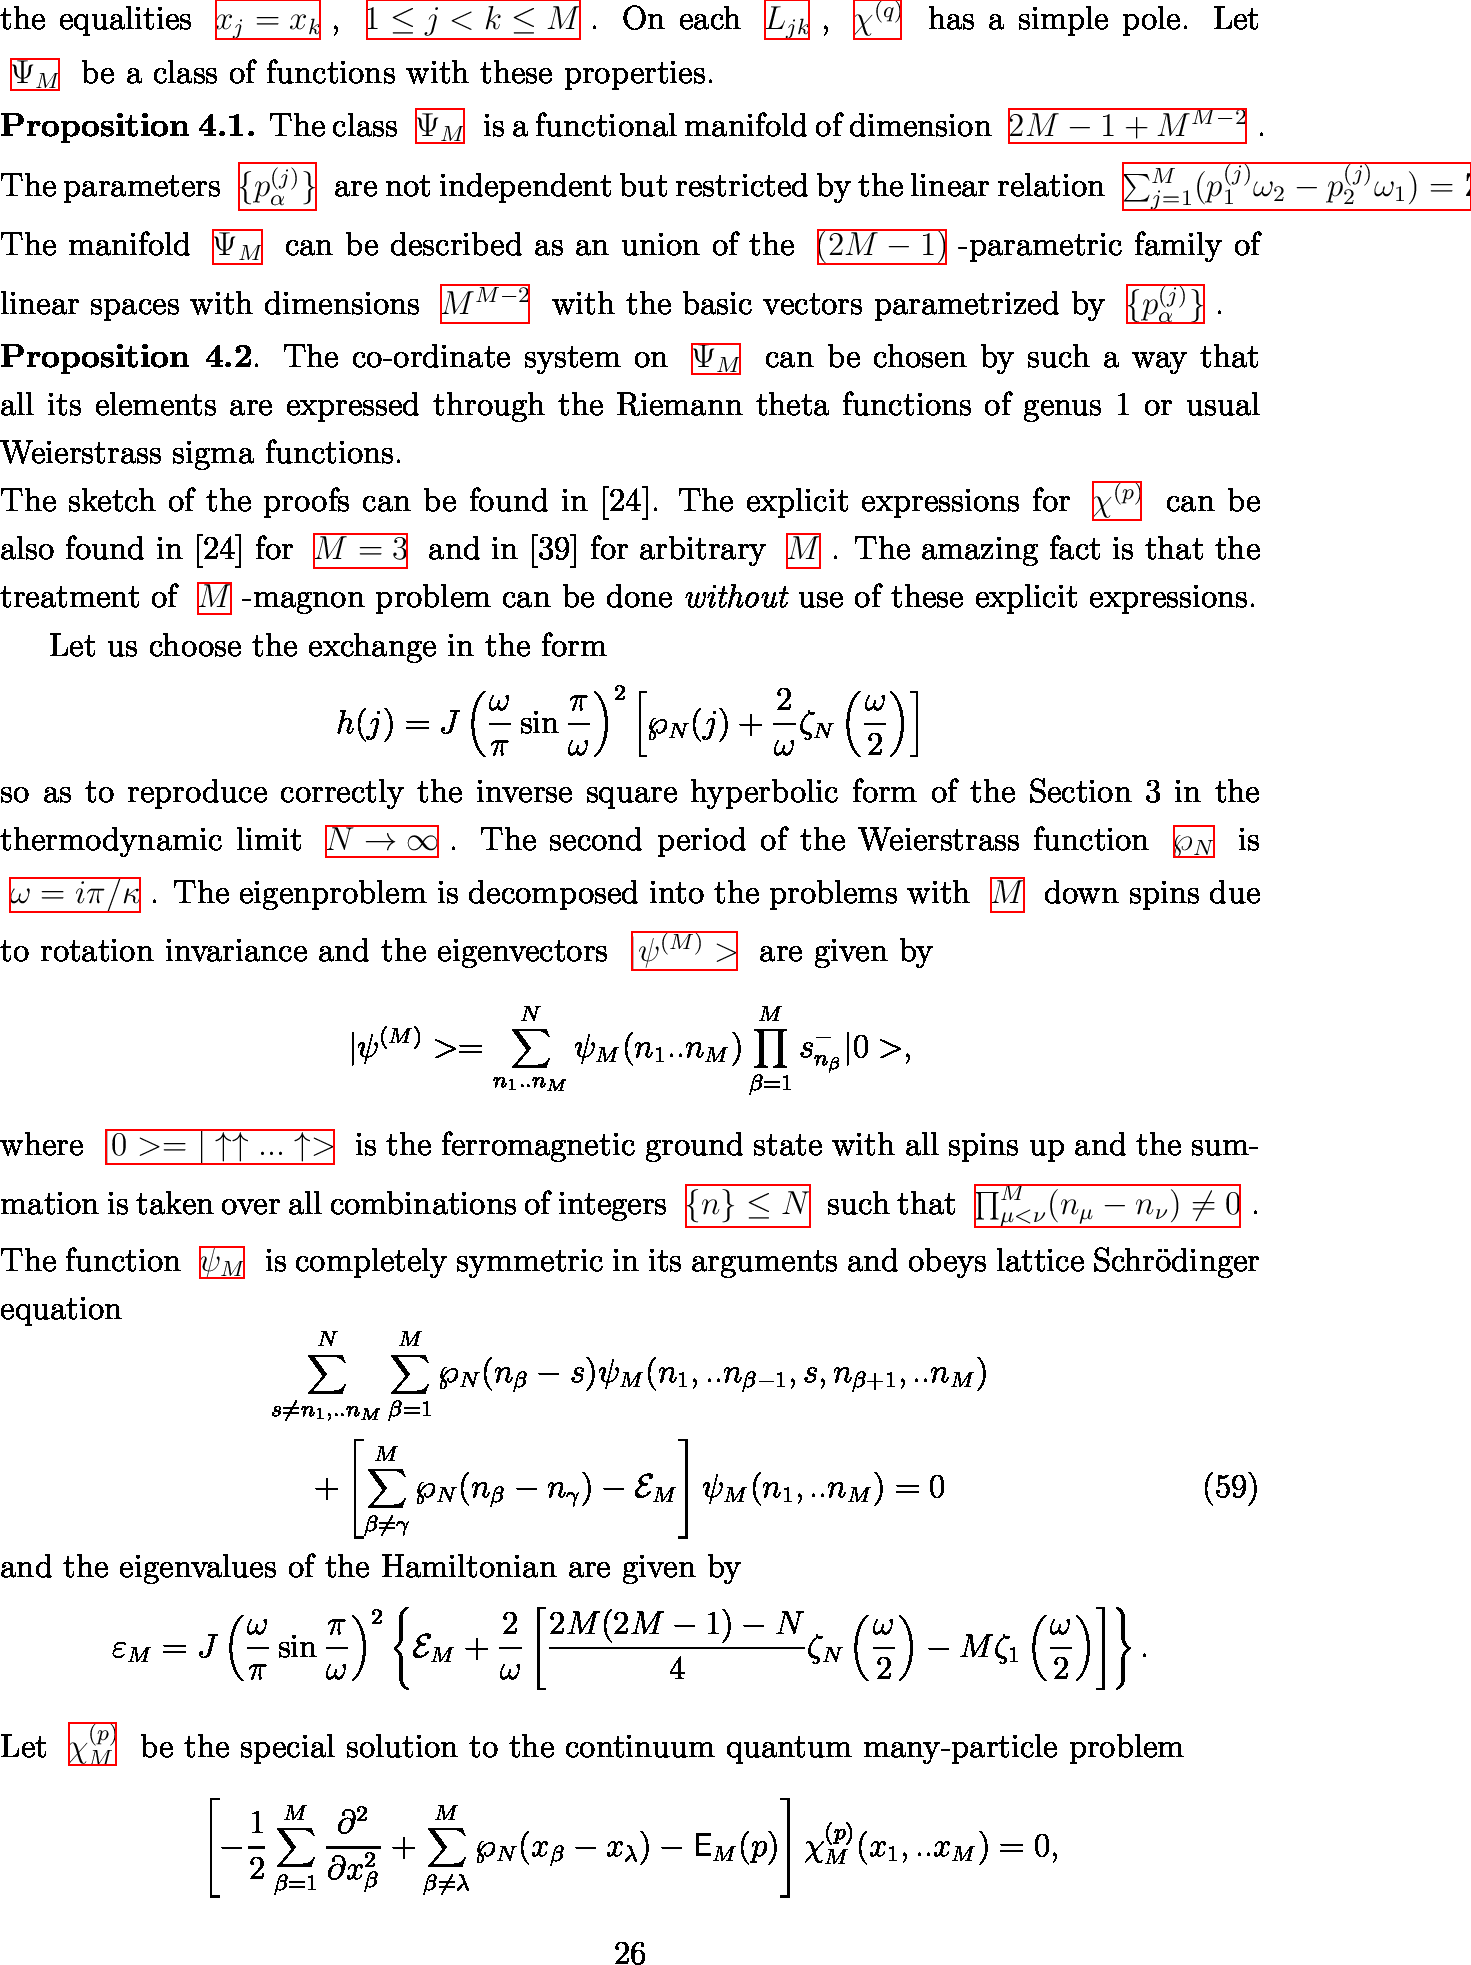 the equalities $x_j = x_k$ , $1 \leq j < k \leq M$ . On each $L_{jk}$ , $\chi^{(q)}$ has a simple pole. Let
$\Psi_M$ be a class of functions with these properties.
Proposition 4.1. The class $\Psi_M$ is a functional manifold of dimension $2M - 1 + M^{M-2}$ .
The parameters $\{p_\alpha^{(j)}\}$ are not independent but restricted by the linear relation $\sum_{j=1}^{M}(p_1^{(j)}\omega_2 - p_2^{(j)}\omega_1) =$
The manifold $\Psi_M$ can be described as an union of the $(2M - 1)$ -parametric family of
linear spaces with dimensions $M^{M-2}$ with the basic vectors parametrized by $\{p_\alpha^{(j)}\}$ .
Proposition 4.2. The co-ordinate system on $\Psi_M$ can be chosen by such a way that
all its elements are expressed through the Riemann theta functions of genus 1 or usual
Weierstrass sigma functions.
The sketch of the proofs can be found in [24]. The explicit expressions for $\chi^{(p)}$ can be
also found in [24] for $M = 3$ and in [39] for arbitrary $M$ . The amazing fact is that the
treatment of $M$ -magnon problem can be done without use of these explicit expressions.
Let us choose the exchange in the form
$h(j) = J \left(\frac{\omega}{\pi} \sin \frac{\pi}{\omega}\right)^2 \left[\wp_N(j) + \frac{2}{\omega}\zeta_N\left(\frac{\omega}{2}\right)\right]$
so as to reproduce correctly the inverse square hyperbolic form of the Section 3 in the
thermodynamic limit $N \to \infty$ . The second period of the Weierstrass function $\wp_N$ is
$\omega = i\pi/\kappa$ . The eigenproblem is decomposed into the problems with $M$ down spins due
to rotation invariance and the eigenvectors $\psi^{(M)} >$ are given by
$|\psi^{(M)} >= \sum_{n_1..n_M}^{N} \psi_M(n_1..n_M) \prod_{\beta=1}^{M} s_{n_\beta}^{-}|0 >,$
where $0 >= | \uparrow\uparrow ... \uparrow>$ is the ferromagnetic ground state with all spins up and the sum-
mation is taken over all combinations of integers $\{n\} \leq N$ such that $\prod_{\mu<\nu}^{M}(n_\mu - n_\nu) \neq 0$ .
The function $\psi_M$ is completely symmetric in its arguments and obeys lattice Schrödinger
equation
$\sum_{s \neq n_1,..n_M}^{N} \sum_{\beta=1}^{M} \wp_N(n_\beta - s)\psi_M(n_1, ..n_{\beta-1}, s, n_{\beta+1}, ..n_M)$
$+ \left[\sum_{\beta \neq \gamma}^{M} \wp_N(n_\beta - n_\gamma) - \mathcal{E}_M\right] \psi_M(n_1, ..n_M) = 0$ (59)
and the eigenvalues of the Hamiltonian are given by
$\varepsilon_M = J \left(\frac{\omega}{\pi} \sin \frac{\pi}{\omega}\right)^2 \left\{\mathcal{E}_M + \frac{2}{\omega}\left[\frac{2M(2M - 1) - N}{4}\zeta_N\left(\frac{\omega}{2}\right) - M\zeta_1\left(\frac{\omega}{2}\right)\right]\right\}.$
Let $\chi_M^{(p)}$ be the special solution to the continuum quantum many-particle problem
$\left[-\frac{1}{2}\sum_{\beta=1}^{M} \frac{\partial^2}{\partial x_\beta^2} + \sum_{\beta \neq \lambda}^{M} \wp_N(x_\beta - x_\lambda) - \mathsf{E}_M(p)\right] \chi_M^{(p)}(x_1, ..x_M) = 0,$
26